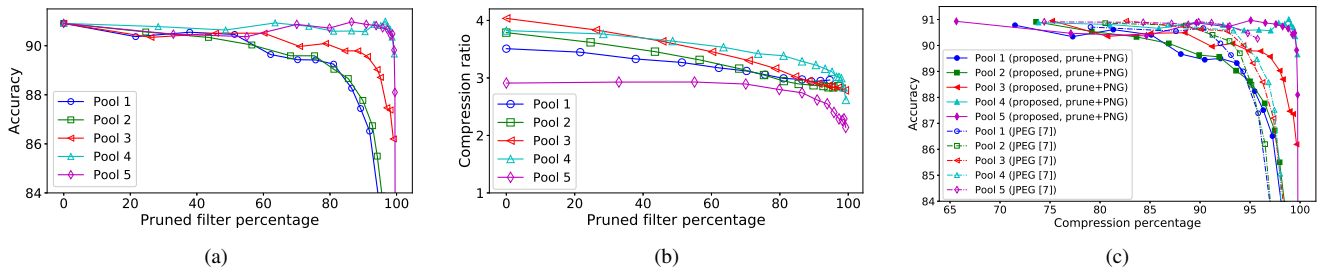 90
88
86
84
Accuracy
0
20
40
60
80
100
Pruned filter percentage
Pool 1
Pool 2
Pool 3
Pool 4
Pool 5
(a)
4
3
2
1
Compression ratio
0
20
40
60
80
100
Pruned filter percentage
Pool 1
Pool 2
Pool 3
Pool 4
Pool 5
(b)
91
90
89
88
87
86
85
84
Accuracy
65
70
75
80
85
90
95
100
Compression percentage
Pool 1 (proposed, prune+PNG)
Pool 2 (proposed, prune+PNG)
Pool 3 (proposed, prune+PNG)
Pool 4 (proposed, prune+PNG)
Pool 5 (proposed, prune+PNG)
Pool 1 (JPEG [7])
Pool 2 (JPEG [7])
Pool 3 (JPEG [7])
Pool 4 (JPEG [7])
Pool 5 (JPEG [7])
(c)